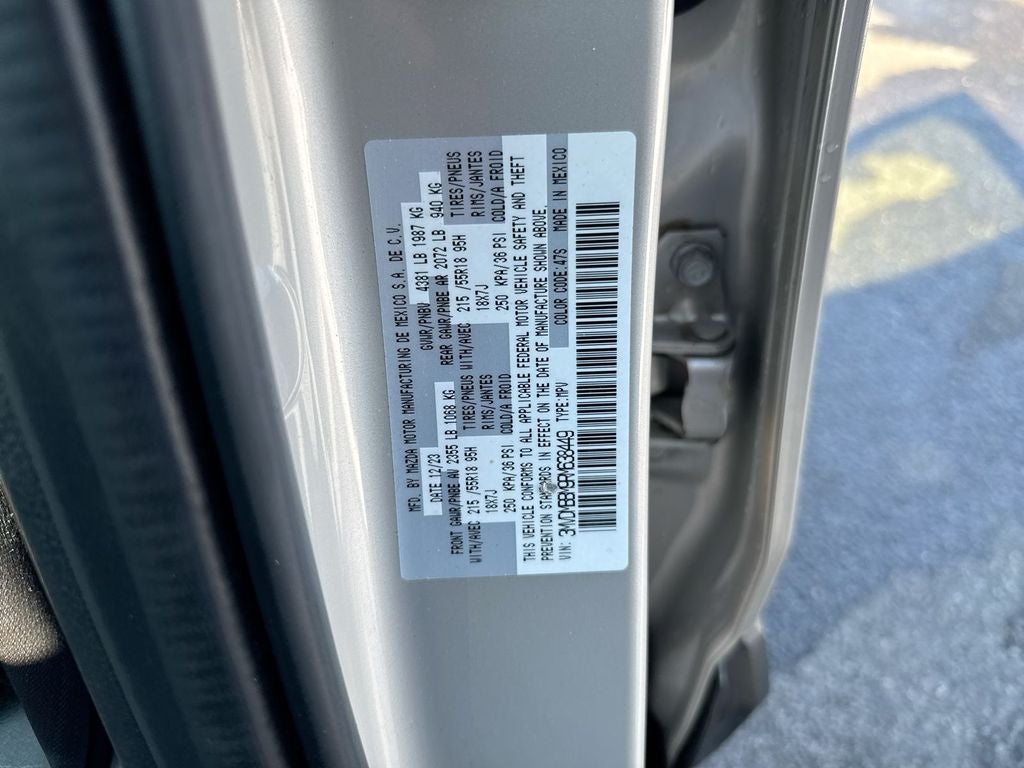 MFD. BY MAZDA MOTOR MANUFACTURING DE MEXICO S.A. DE C.V.
DATE 12/23 GVWR/PNBV 4381 LB 1987 KG
FRONT GAWR/PNBE AV 2355 LB 1068 KG REAR GAWR/PNBE AR 2072 LB 940 KG
WITH/AVEC 215 /55R18 95H TIRES/PNEUS WITH/AVEC 215 /55R18 95H TIRES/PNEUS
18X7J RIMS/JANTES 18X7J RIMS/JANTES
250 KPA/36 PSI COLD/A FROID 250 KPA/36 PSI COLD/A FROID
THIS VEHICLE CONFORMS TO ALL APPLICABLE FEDERAL MOTOR VEHICLE SAFETY AND THEFT
PREVENTION STANDARDS IN EFFECT ON THE DATE OF MANUFACTURE SHOWN ABOVE.
VIN: TYPE:MPV COLOR CODE:47S MADE IN MEXICO